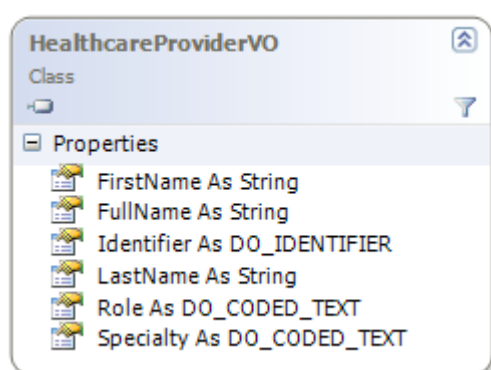 HealthcareProviderVO
Class
Properties
FirstName As String
FullName As String
Identifier As DO_IDENTIFIER
LastName As String
Role As DO_CODED_TEXT
Specialty As DO_CODED_TEXT